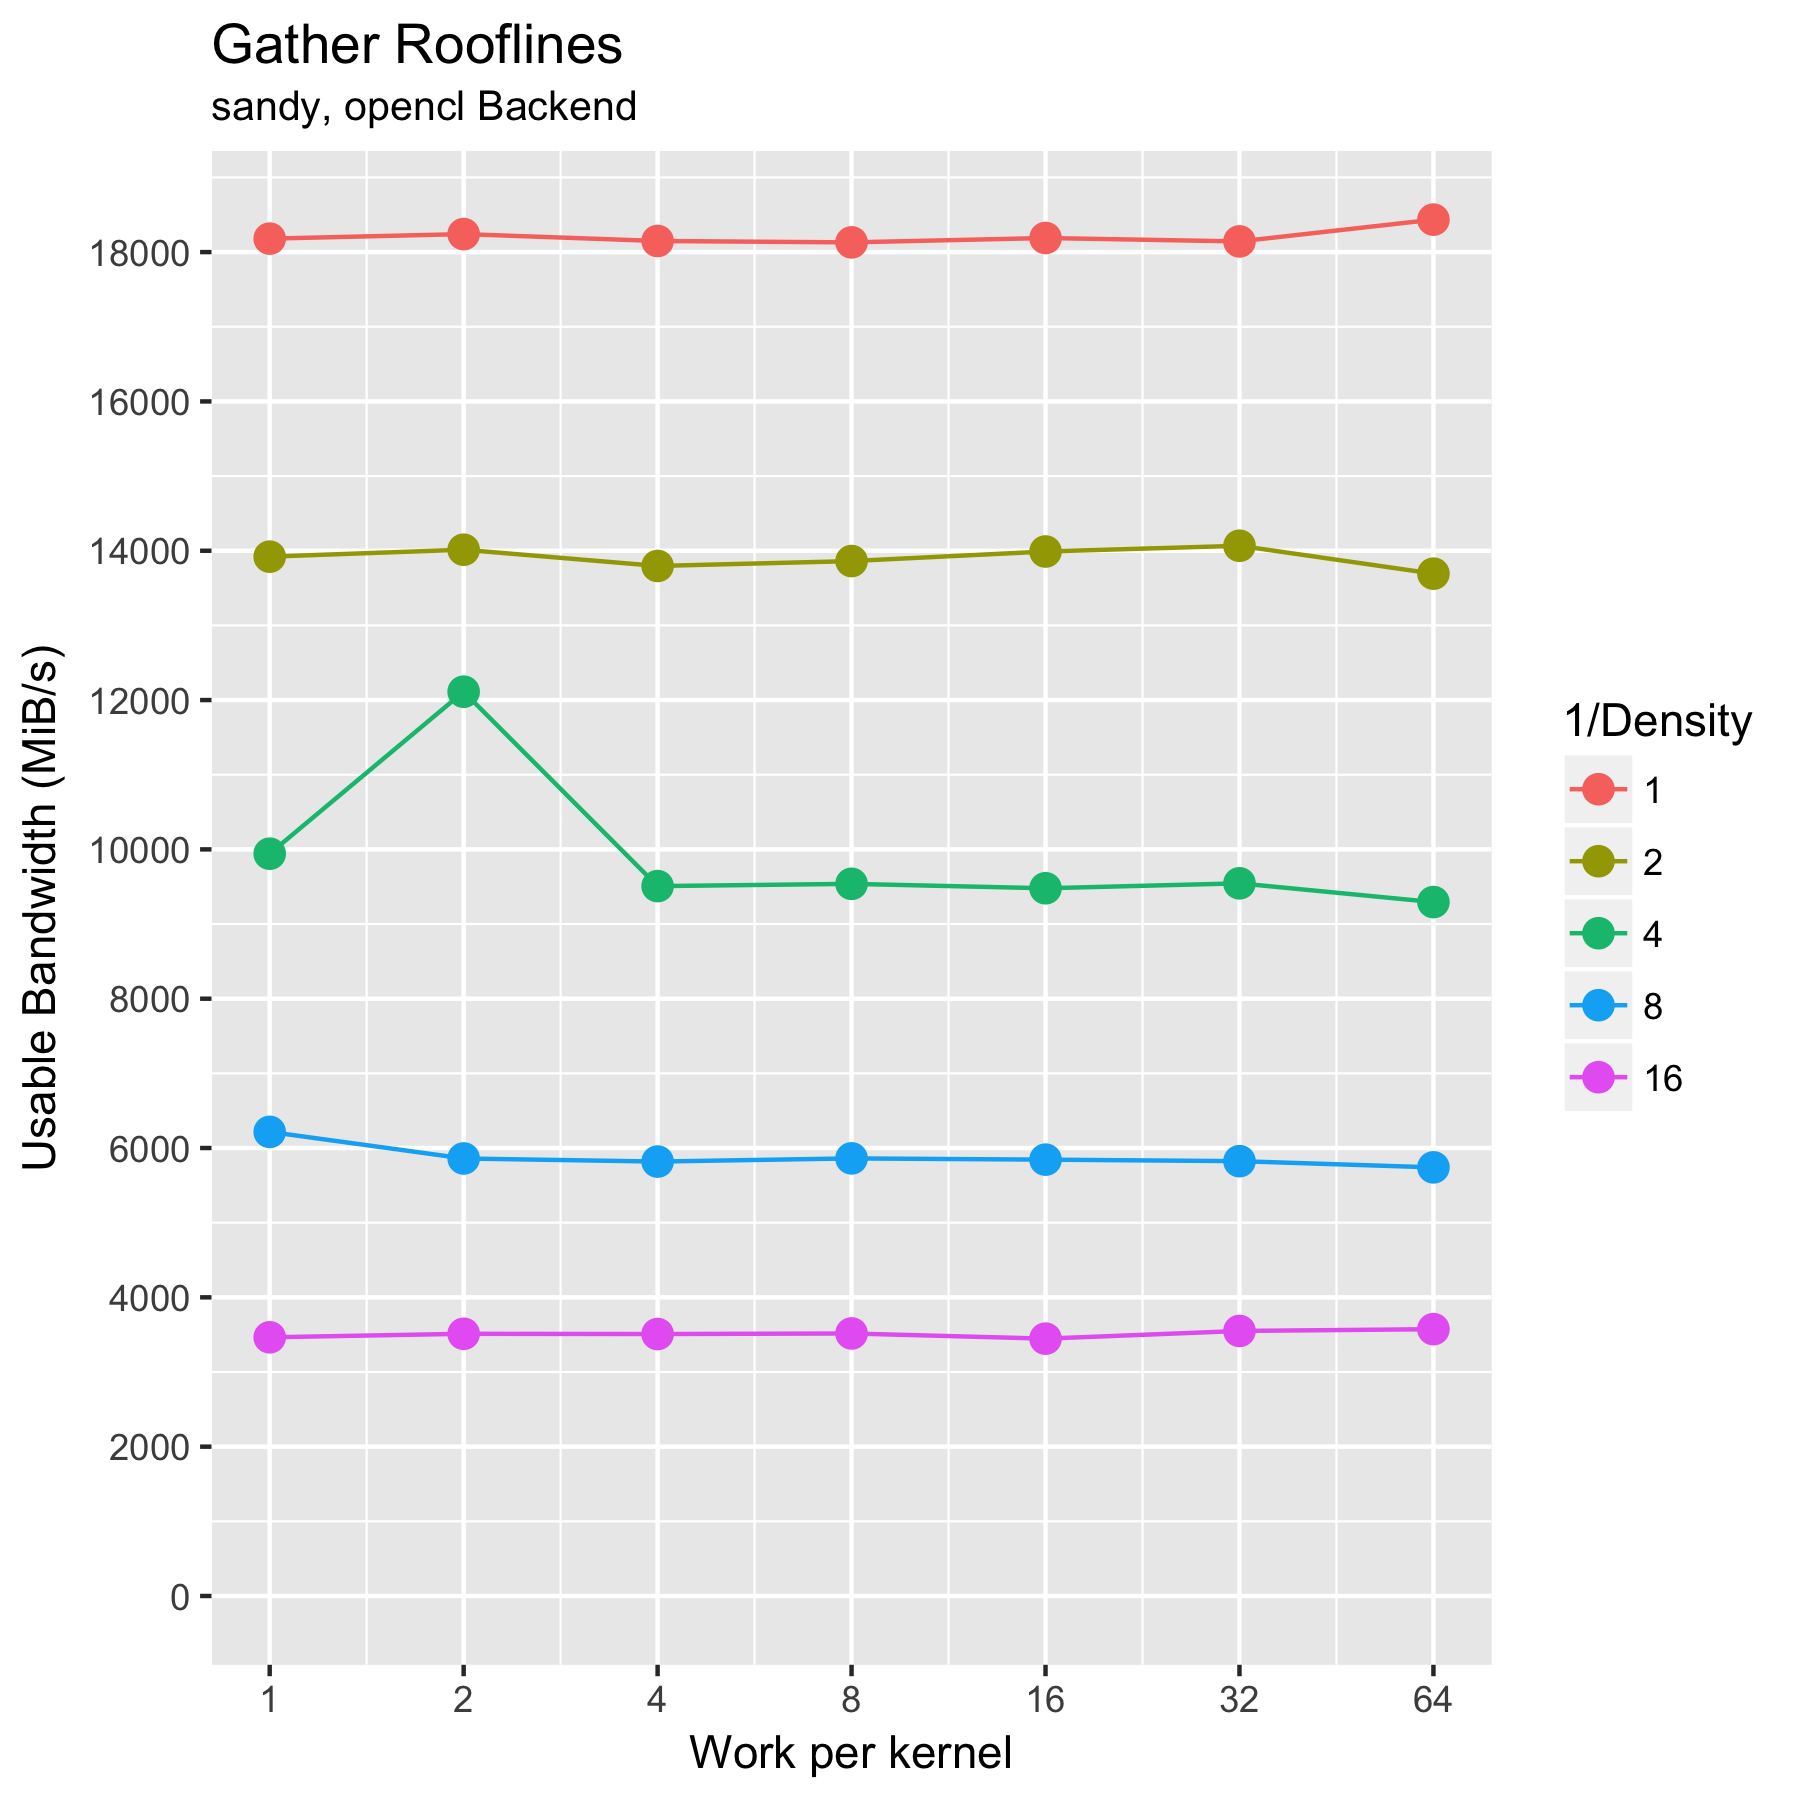 Gather Rooflines
sandy, opencl Backend
Usable Bandwidth (MiB/s)
18000
16000
14000
12000
10000
8000
6000
4000
2000
0
1 2 4 8 16 32 64
Work per kernel
1/Density
1
2
4
8
16